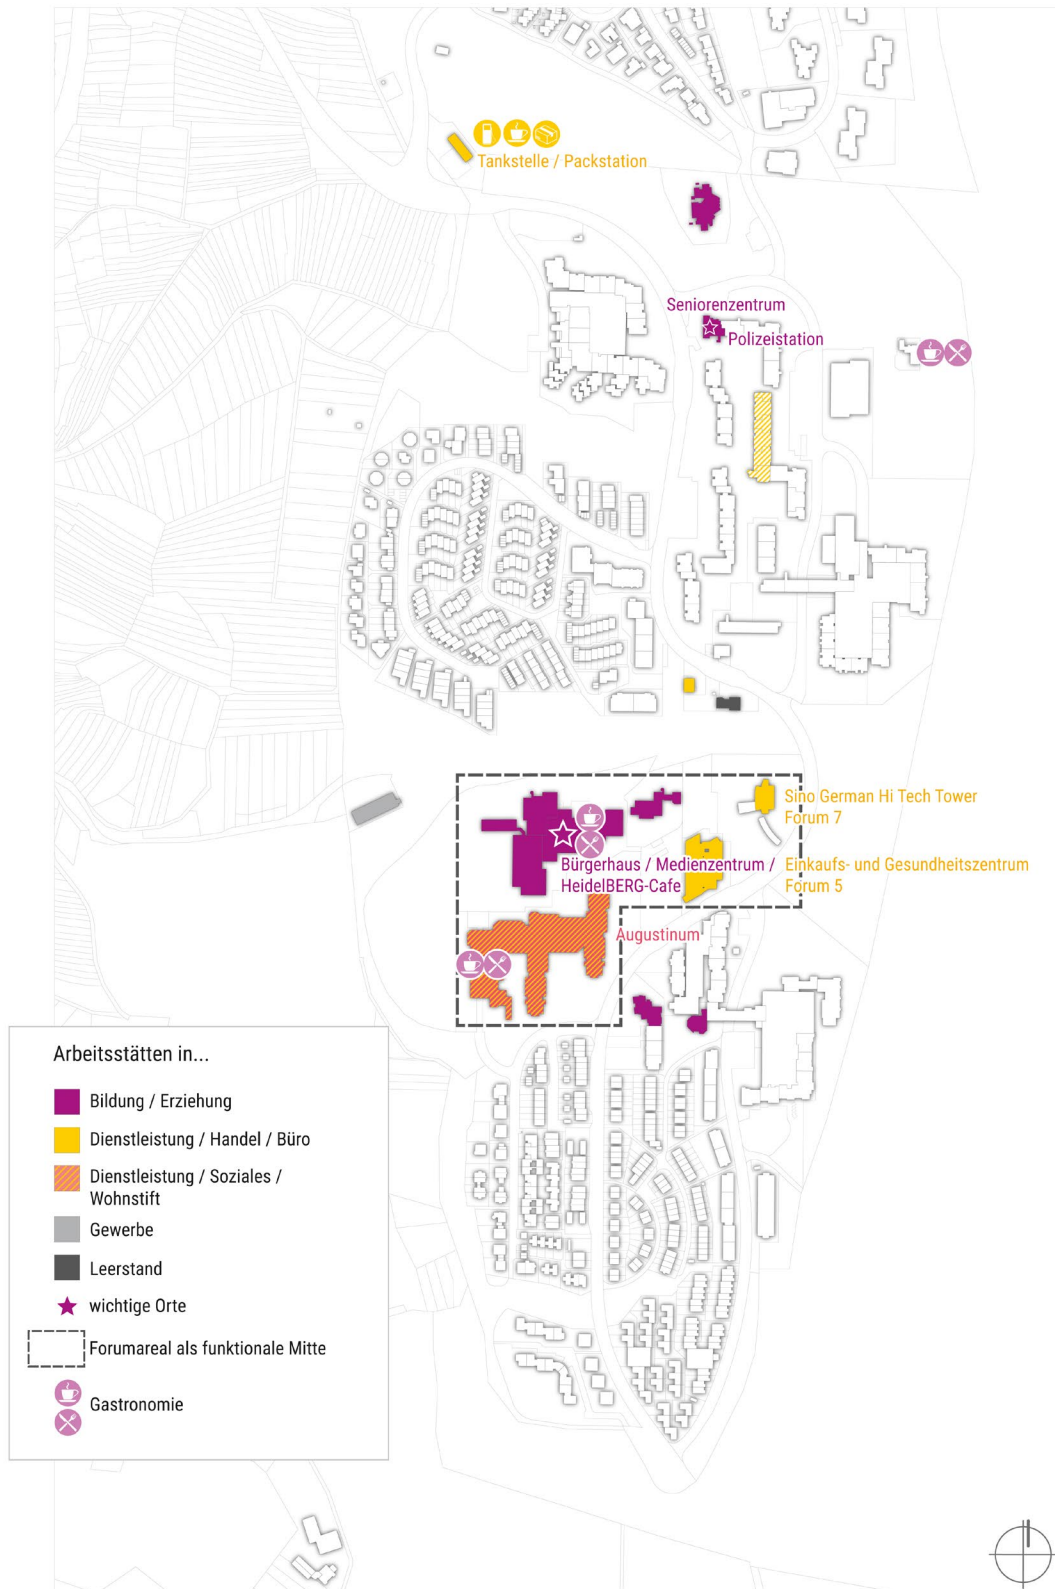 Tankstelle / Packstation
Seniorenzentrum
Polizeistation
Sino German Hi Tech Tower
Forum 7
Bürgerhaus / Medienzentrum /
HeidelBERG-Cafe
Einkaufs- und Gesundheitszentrum
Forum 5
Augustinum
Arbeitsstätten in...
Bildung / Erziehung
Dienstleistung / Handel / Büro
Dienstleistung / Soziales /
Wohnstift
Gewerbe
Leerstand
wichtige Orte
Forumareal als funktionale Mitte
Gastronomie